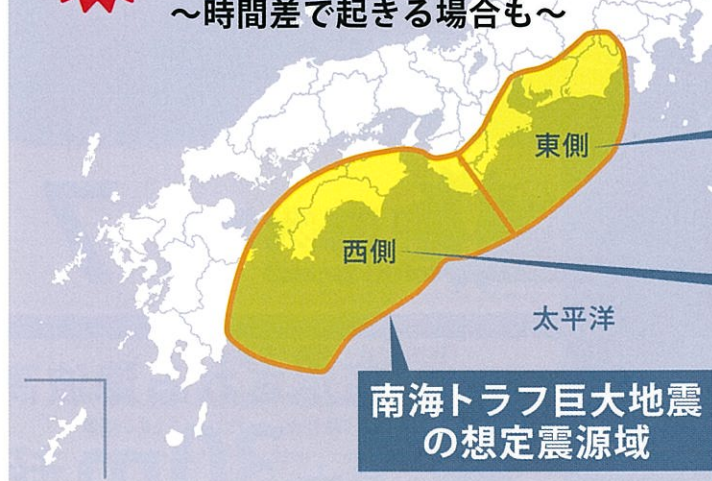 ～時間差で起きる場合も～
東側
西側
太平洋
南海トラフ巨大地震
の想定震源域